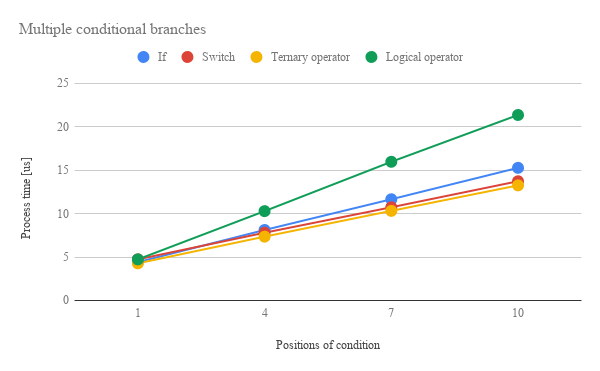 Multiple conditional branches
If Switch Ternary operator Logical operator
25
20
15
10
5
0
Process time [us]
1 4 7 10
Positions of condition